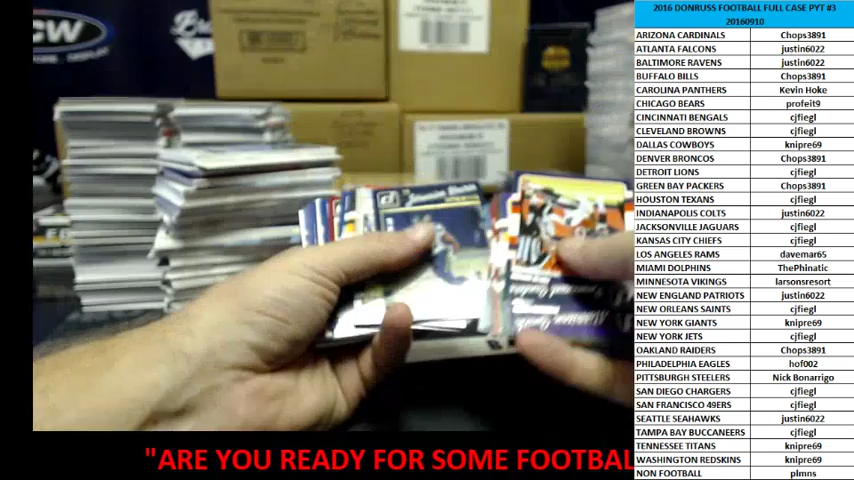 2016 DONRUSS FOOTBALL FULL CASE PYT #3
20160910
ARIZONA CARDINALS Chops3891
ATLANTA FALCONS justin6022
BALTIMORE RAVENS justin6022
BUFFALO BILLS Chops3891
CAROLINA PANTHERS Kevin Hoke
CHICAGO BEARS profeit9
CINCINNATI BENGALS cjfiegl
CLEVELAND BROWNS cjfiegl
DALLAS COWBOYS knipre69
DENVER BRONCOS Chops3891
DETROIT LIONS cjfiegl
GREEN BAY PACKERS Chops3891
HOUSTON TEXANS cjfiegl
INDIANAPOLIS COLTS justin6022
JACKSONVILLE JAGUARS cjfiegl
KANSAS CITY CHIEFS cjfiegl
LOS ANGELES RAMS davemar65
MIAMI DOLPHINS ThePhinatic
MINNESOTA VIKINGS larsonsresort
NEW ENGLAND PATRIOTS justin6022
NEW ORLEANS SAINTS cjfiegl
NEW YORK GIANTS knipre69
NEW YORK JETS cjfiegl
OAKLAND RAIDERS Chops3891
PHILADELPHIA EAGLES hof002
PITTSBURGH STEELERS Nick Bonarrigo
SAN DIEGO CHARGERS cjfiegl
SAN FRANCISCO 49ERS cjfiegl
SEATTLE SEAHAWKS justin6022
TAMPA BAY BUCCANEERS cjfiegl
TENNESSEE TITANS knipre69
WASHINGTON REDSKINS knipre69
NON FOOTBALL plmns
"ARE YOU READY FOR SOME FOOTBAL